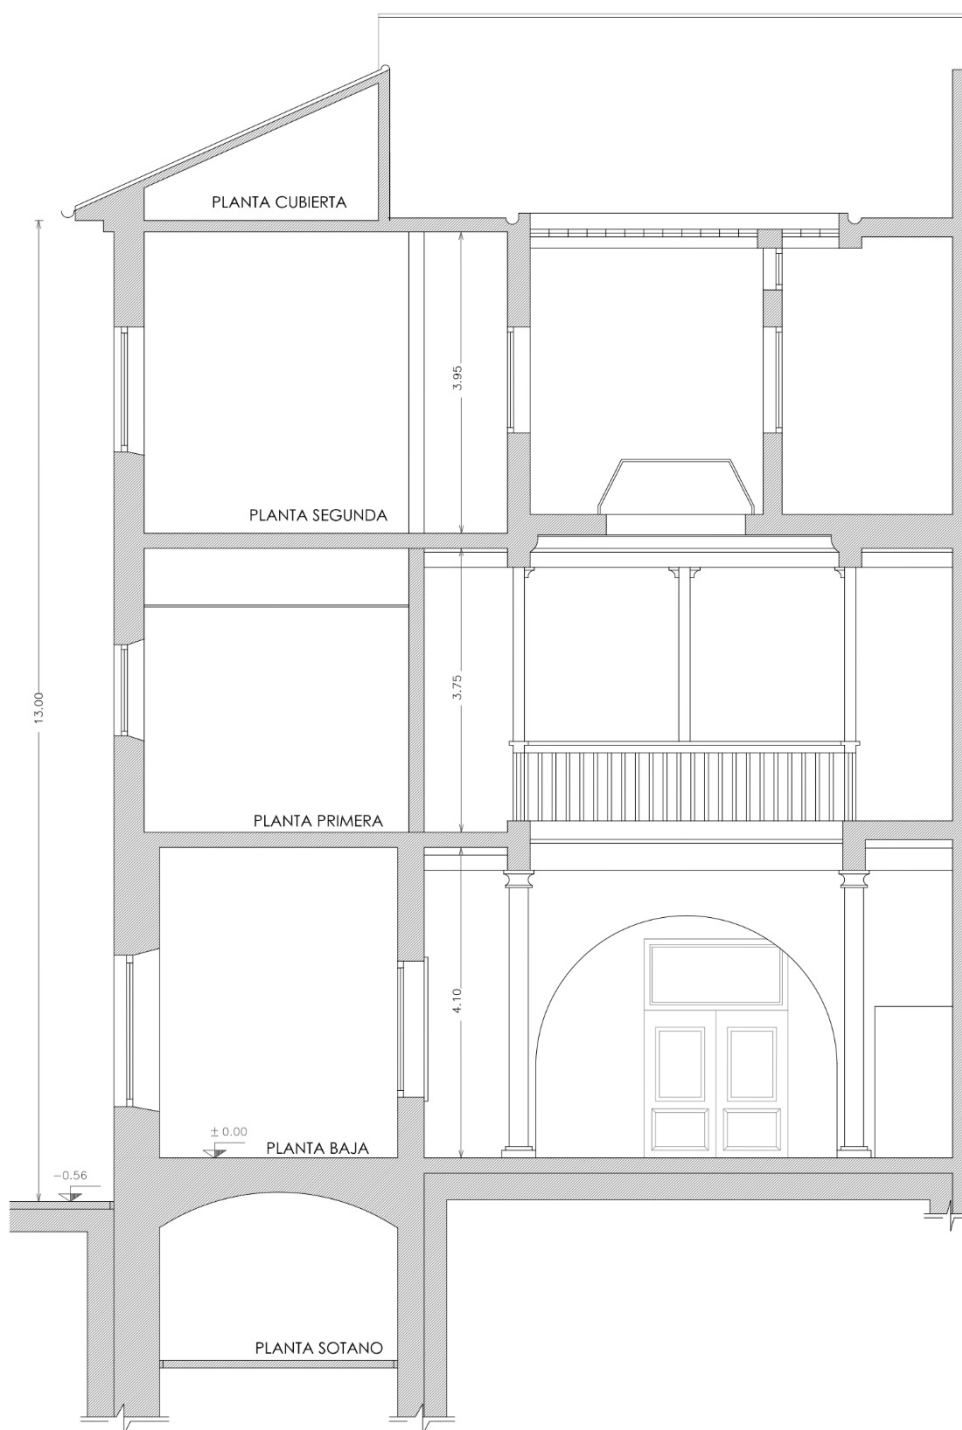 PLANTA CUBIERTA
3.95
PLANTA SEGUNDA
13.00
3.75
PLANTA PRIMERA
4.10
± 0.00
PLANTA BAJA
-0.56
PLANTA SOTANO